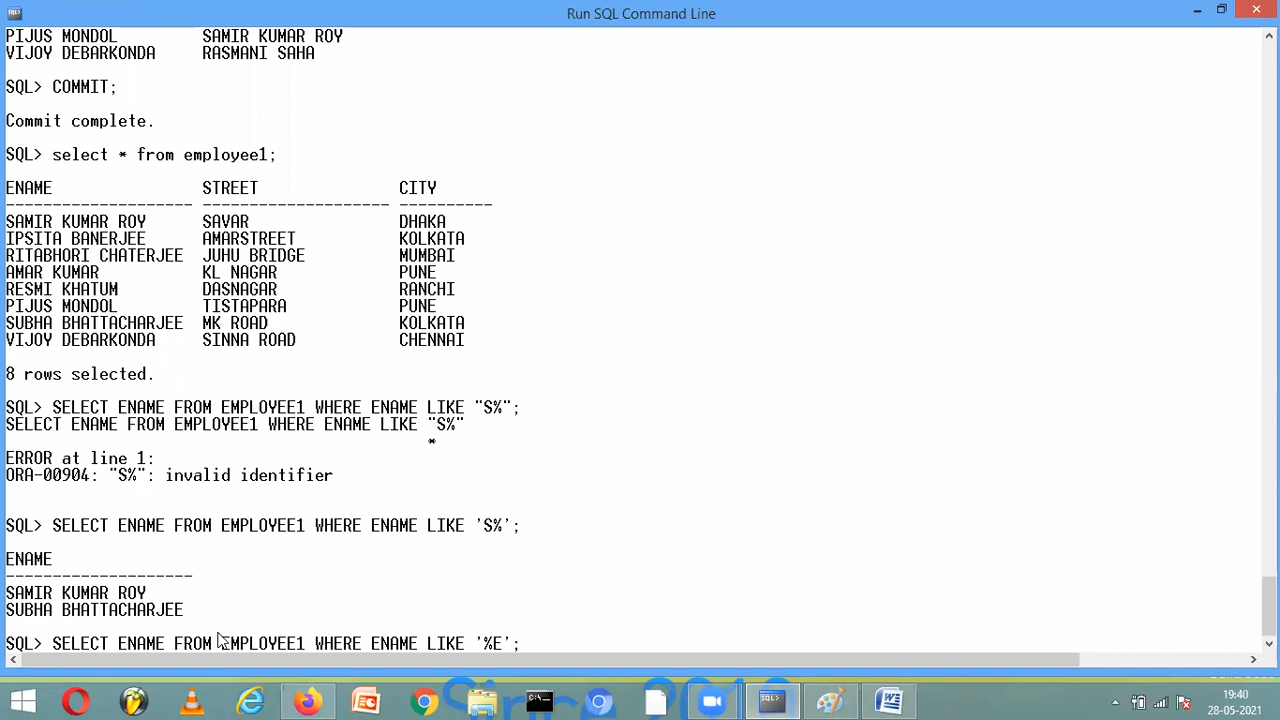 Run SQL Command Line
PIJUS MONDOL SAMIR KUMAR ROY
VIJOY DEBARKONDA RASMANI SAHA
SQL> COMMIT;
Commit complete.
SQL> select * from employee1;
ENAME STREET CITY
-------------------- -------------------- ----------
SAMIR KUMAR ROY SAVAR DHAKA
IPSITA BANERJEE AMARSTREET KOLKATA
RITABHORI CHATERJEE JUHU BRIDGE MUMBAI
AMAR KUMAR KL NAGAR PUNE
RESMI KHATUM DASNAGAR RANCHI
PIJUS MONDOL TISTAPARA PUNE
SUBHA BHATTACHARJEE MK ROAD KOLKATA
VIJOY DEBARKONDA SINNA ROAD CHENNAI
8 rows selected.
SQL> SELECT ENAME FROM EMPLOYEE1 WHERE ENAME LIKE "S%";
SELECT ENAME FROM EMPLOYEE1 WHERE ENAME LIKE "S%"
*
ERROR at line 1:
ORA-00904: "S%": invalid identifier
SQL> SELECT ENAME FROM EMPLOYEE1 WHERE ENAME LIKE 'S%';
ENAME
--------------------
SAMIR KUMAR ROY
SUBHA BHATTACHARJEE
SQL> SELECT ENAME FROM EMPLOYEE1 WHERE ENAME LIKE '%E';
19:40
28-05-2021